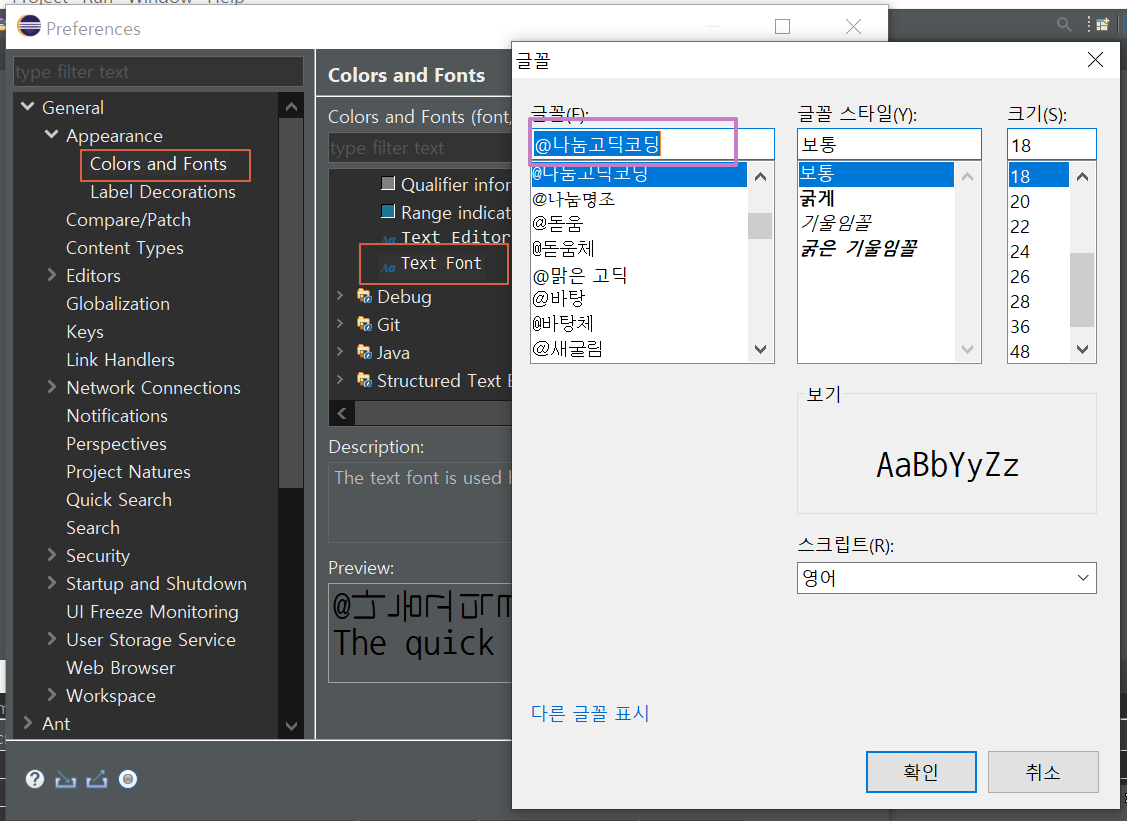 Project Run Window Help
Preferences
type filter text
General
Appearance
Colors and Fonts
Label Decorations
Compare/Patch
Content Types
Editors
Globalization
Keys
Link Handlers
Network Connections
Notifications
Perspectives
Project Natures
Quick Search
Search
Security
Startup and Shutdown
UI Freeze Monitoring
User Storage Service
Web Browser
Workspace
Ant
Colors and Fonts
Colors and Fonts (font,
type filter text
Qualifier infor
Range indicat
Aa Text Editor
Aa Text Font
Debug
Git
Java
Structured Text
Description:
The text font is used
Preview:
The quick
글꼴
글꼴(F):
@나눔고딕코딩
@나눔고딕코딩
@나눔명조
@돋움
@돋움체
@맑은 고딕
@바탕
@바탕체
@새굴림
글꼴 스타일(Y):
보통
보통
굵게
기울임꼴
굵은 기울임꼴
크기(S):
18
18
20
22
24
26
28
36
48
보기
AaBbYyZz
스크립트(R):
영어
다른 글꼴 표시
확인
취소